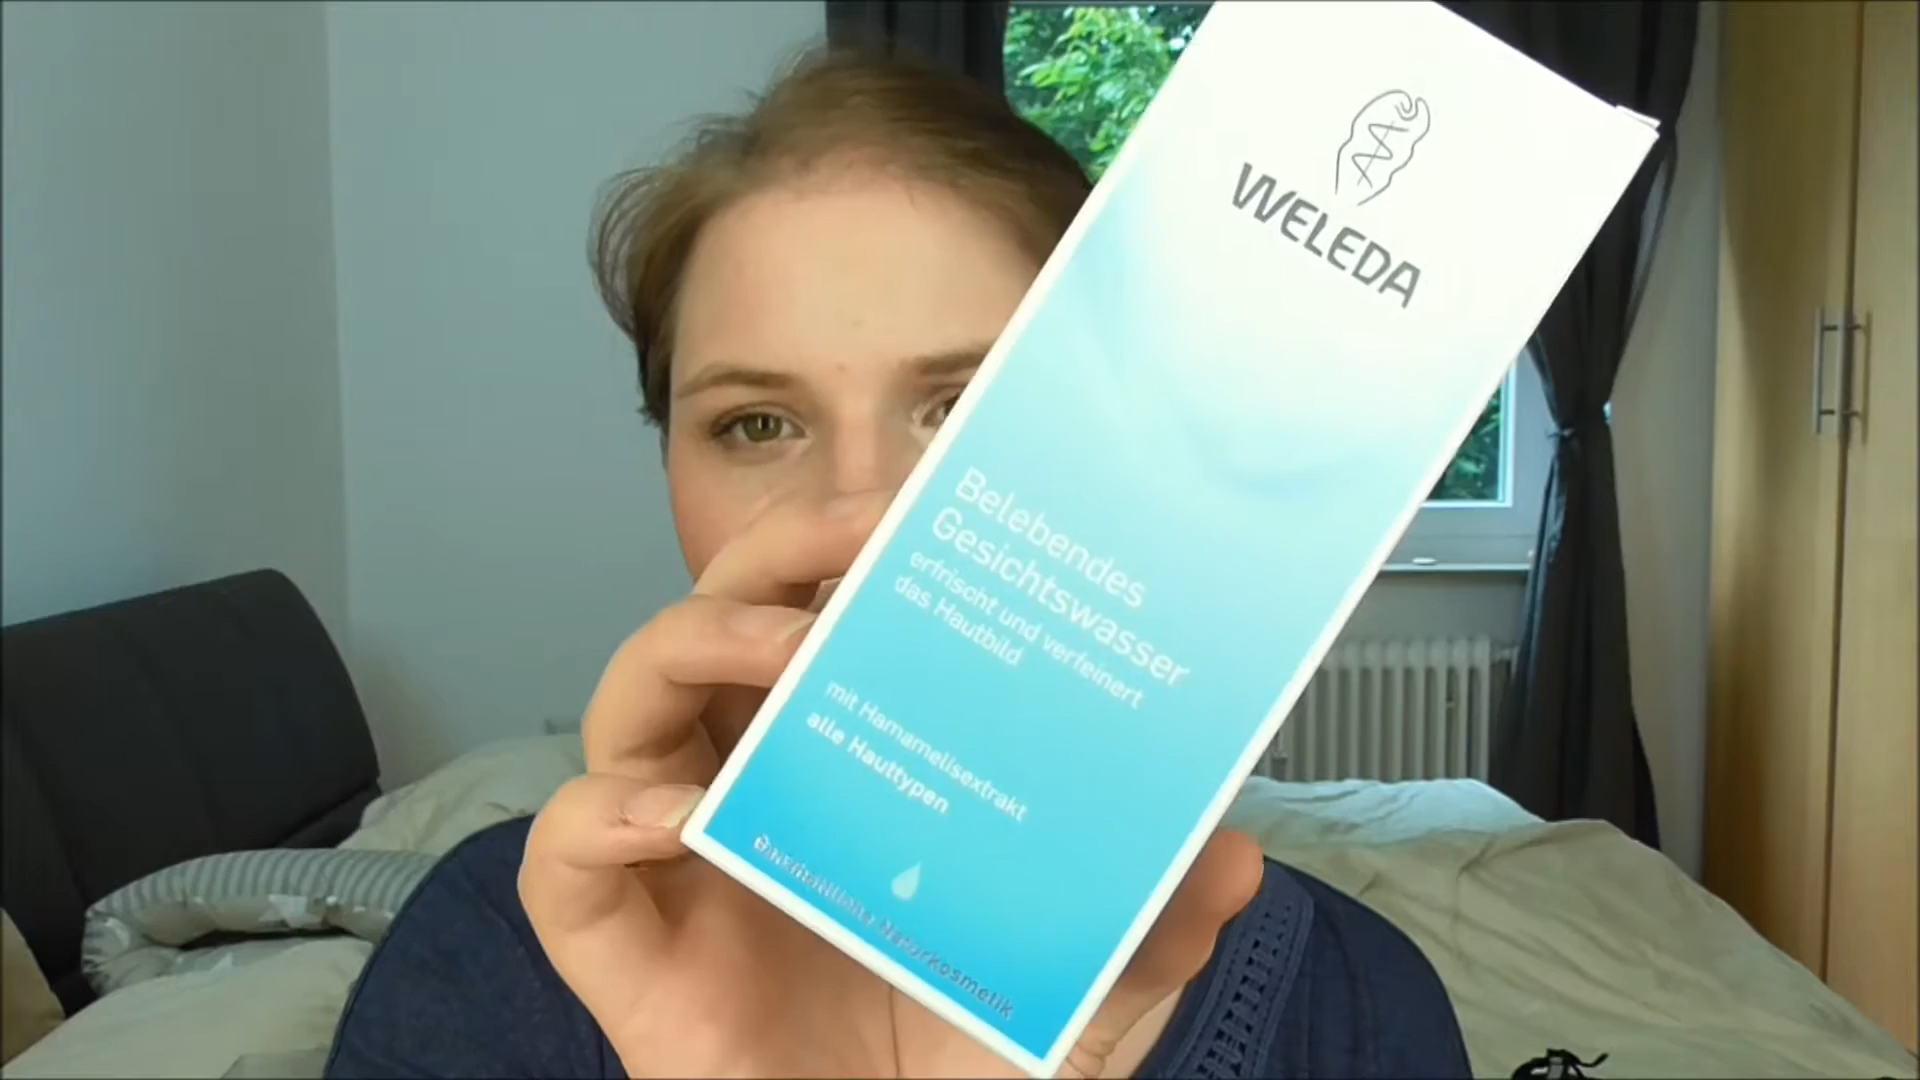 WELEDA
Belebendes
Gesichtswasser
erfrischt und verfeinert
das Hautbild
mit Hamamelisextrakt
alle Hauttypen
Naturkosmetik